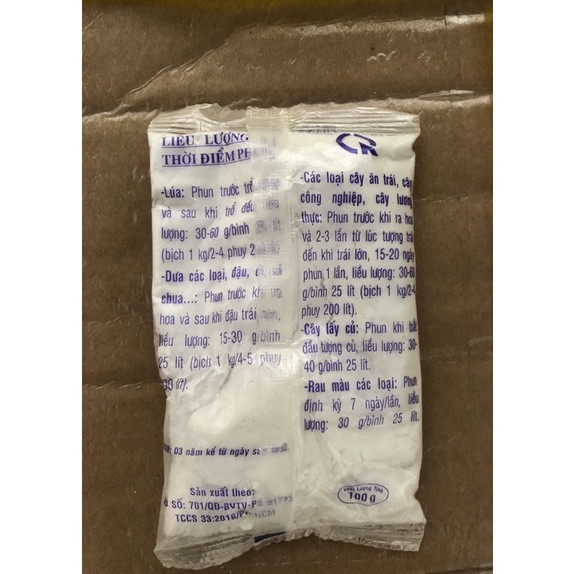 LIỀU LƯỢNG
THỜI ĐIỂM
-Lúa: Phun trước trổ
và sau khi trổ đều
lượng: 30-60 g/bình 25 lít
(bịch 1 kg/2-4 phuy 2
-Dưa các loại, đậu,
chua...: Phun trước khi
hoa và sau khi đậu trái
liều lượng: 15-30 g/bình
25 lít (bịch 1 kg/4-5 phuy
lít).
03 năm kể từ ngày
Sản xuất theo:
SỐ: 701/QĐ-BVTV-
TCCS 33:2018/
CR
-Các loại cây ăn trái, cây
công nghiệp, cây lương
thực: Phun trước khi ra hoa
và 2-3 lần từ lúc tượng trái
đến khi trái lớn, 15-20 ngày
phun 1 lần, liều lượng: 30-60
g/bình 25 lít (bịch 1 kg/2-4
phuy 200 lít).
-Cây lấy củ: Phun khi bắt
đầu tượng củ, liều lượng: 30-
40 g/bình 25 lít.
-Rau màu các loại: Phun
định kỳ 7 ngày/lần, liều
lượng: 30 g/bình 25 lít.
Khối Lượng Tịnh
100 g